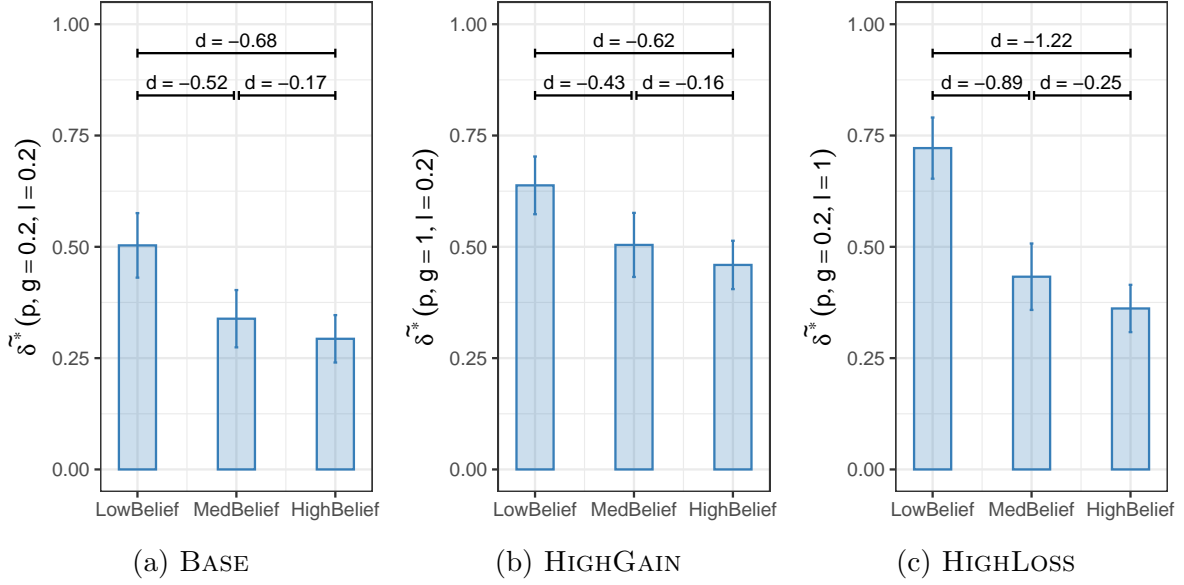 1.00
0.75
0.50
0.25
0.00
δ̃* (p, g = 0.2, l = 0.2)
d = −0.68
d = −0.52
d = −0.17
LowBelief MedBelief HighBelief
(a) BASE
1.00
0.75
0.50
0.25
0.00
δ̃* (p, g = 1, l = 0.2)
d = −0.62
d = −0.43
d = −0.16
LowBelief MedBelief HighBelief
(b) HIGHGAIN
1.00
0.75
0.50
0.25
0.00
δ̃* (p, g = 0.2, l = 1)
d = −1.22
d = −0.89
d = −0.25
LowBelief MedBelief HighBelief
(c) HIGHLOSS